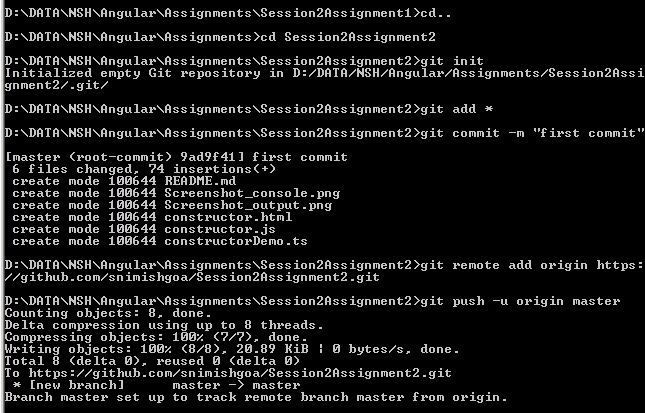 D:\DATA\NSH\Angular\Assignments\Session2Assignment1>cd..
D:\DATA\NSH\Angular\Assignments>cd Session2Assignment2
D:\DATA\NSH\Angular\Assignments\Session2Assignment2>git init
Initialized empty Git repository in D:/DATA/NSH/Angular/Assignments/Session2Assi
gnment2/.git/
D:\DATA\NSH\Angular\Assignments\Session2Assignment2>git add *
D:\DATA\NSH\Angular\Assignments\Session2Assignment2>git commit -m "first commit"
[master (root-commit) 9ad9f41] first commit
6 files changed, 74 insertions(+)
create mode 100644 README.md
create mode 100644 Screenshot_console.png
create mode 100644 Screenshot_output.png
create mode 100644 constructor.html
create mode 100644 constructor.js
create mode 100644 constructorDemo.ts
D:\DATA\NSH\Angular\Assignments\Session2Assignment2>git remote add origin https:
//github.com/snimishgoa/Session2Assignment2.git
D:\DATA\NSH\Angular\Assignments\Session2Assignment2>git push -u origin master
Counting objects: 8, done.
Delta compression using up to 8 threads.
Compressing objects: 100% (7/7), done.
Writing objects: 100% (8/8), 20.89 KiB ¦ 0 bytes/s, done.
Total 8 (delta 0), reused 0 (delta 0)
To https://github.com/snimishgoa/Session2Assignment2.git
* [new branch] master -> master
Branch master set up to track remote branch master from origin.